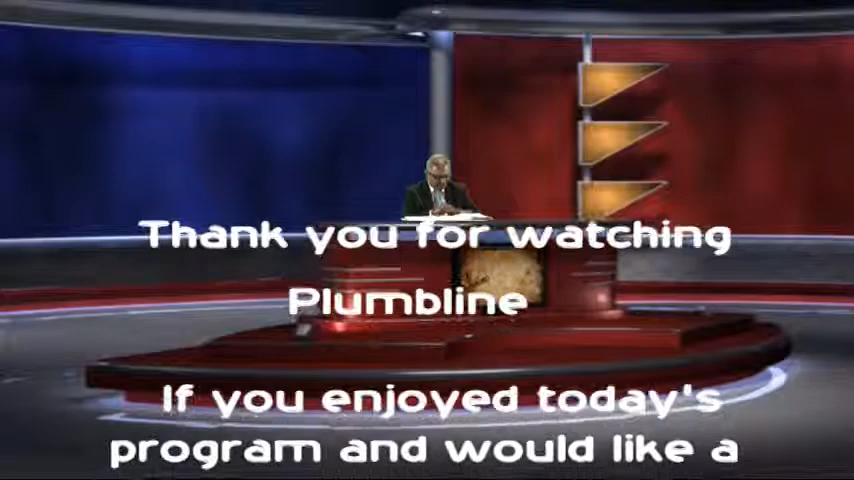 Thank you for watching
Plumbline
If you enjoyed today's
program and would like a